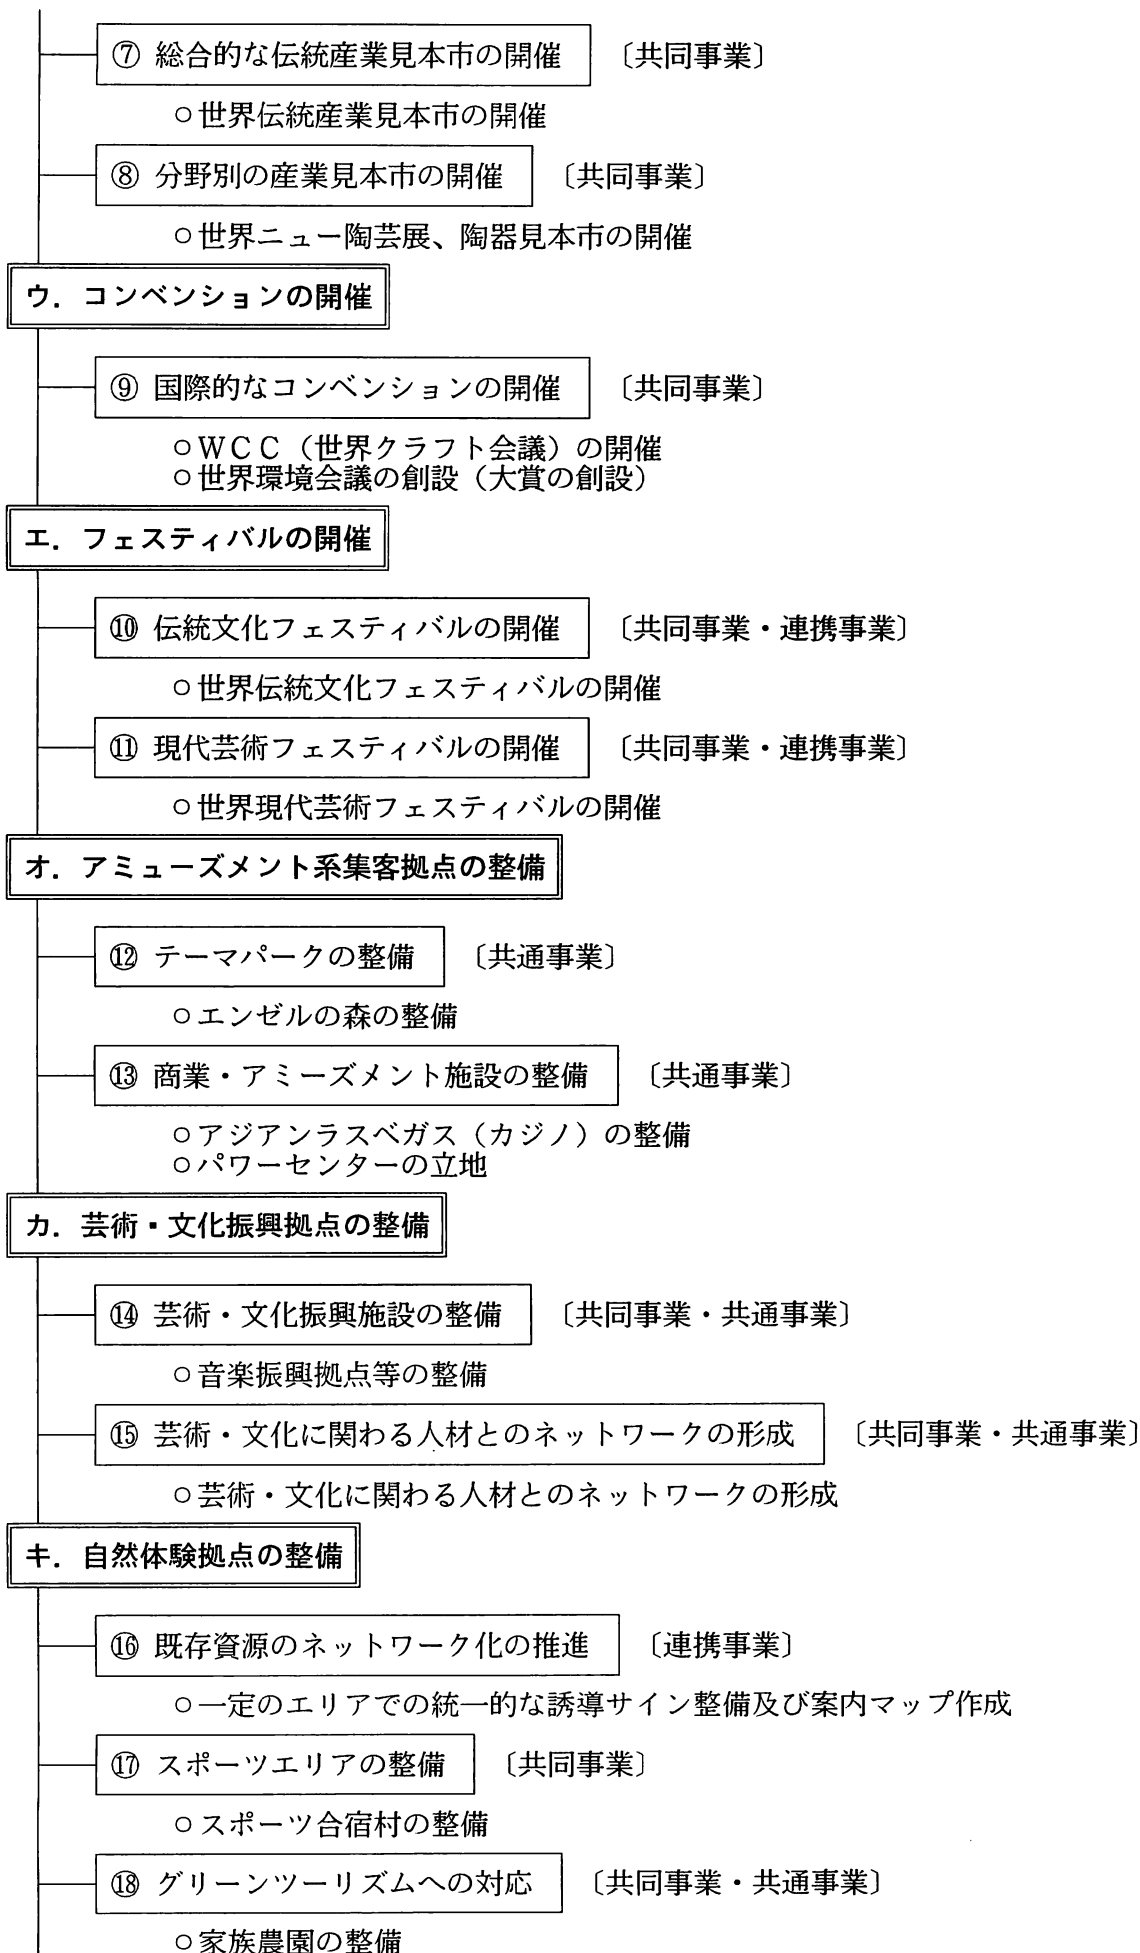 ⑦ 総合的な伝統産業見本市の開催 〔共同事業〕
○世界伝統産業見本市の開催
⑧ 分野別の産業見本市の開催 〔共同事業〕
○世界ニュー陶芸展、陶器見本市の開催
ウ．コンベンションの開催
⑨ 国際的なコンベンションの開催 〔共同事業〕
○ＷＣＣ（世界クラフト会議）の開催
○世界環境会議の創設（大賞の創設）
エ．フェスティバルの開催
⑩ 伝統文化フェスティバルの開催 〔共同事業・連携事業〕
○世界伝統文化フェスティバルの開催
⑪ 現代芸術フェスティバルの開催 〔共同事業・連携事業〕
○世界現代芸術フェスティバルの開催
オ．アミューズメント系集客拠点の整備
⑫ テーマパークの整備 〔共通事業〕
○エンゼルの森の整備
⑬ 商業・アミーズメント施設の整備 〔共通事業〕
○アジアンラスベガス（カジノ）の整備
○パワーセンターの立地
カ．芸術・文化振興拠点の整備
⑭ 芸術・文化振興施設の整備 〔共同事業・共通事業〕
○音楽振興拠点等の整備
⑮ 芸術・文化に関わる人材とのネットワークの形成 〔共同事業・共通事業〕
○芸術・文化に関わる人材とのネットワークの形成
キ．自然体験拠点の整備
⑯ 既存資源のネットワーク化の推進 〔連携事業〕
○一定のエリアでの統一的な誘導サイン整備及び案内マップ作成
⑰ スポーツエリアの整備 〔共同事業〕
○スポーツ合宿村の整備
⑱ グリーンツーリズムへの対応 〔共同事業・共通事業〕
○家族農園の整備